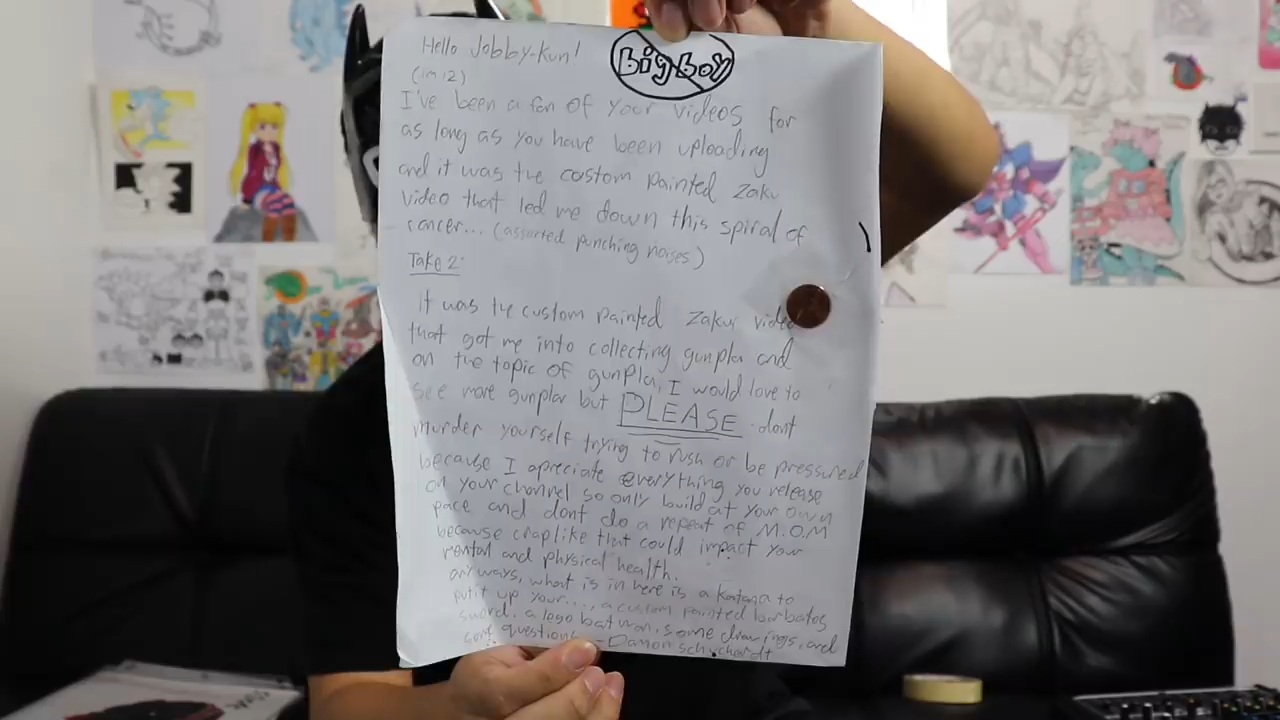 Hello Jobby-kun!
big boy
(im 12)
I've been a fan of your videos for
as long as you have been uploading
and it was the custom painted Zaku
video that led me down this spiral of
cancer... (assorted punching noises)
Take 2:
It was the custom painted Zaku video
that got me into collecting gunpla and
on the topic of gunpla, I would love to
see more gunpla but PLEASE dont
murder yourself trying to rush or be pressured
because I apreciate everything you release
on your channel so only build at your own
pace and dont do a repeat of M.O.M
because crap like that could impact your
mental and physical health.
anyways, what is in here is a katana to
put it up your..., a custom painted barbatos
sword, a lego batman, some drawings, and
some questions -Damon Schuchardt